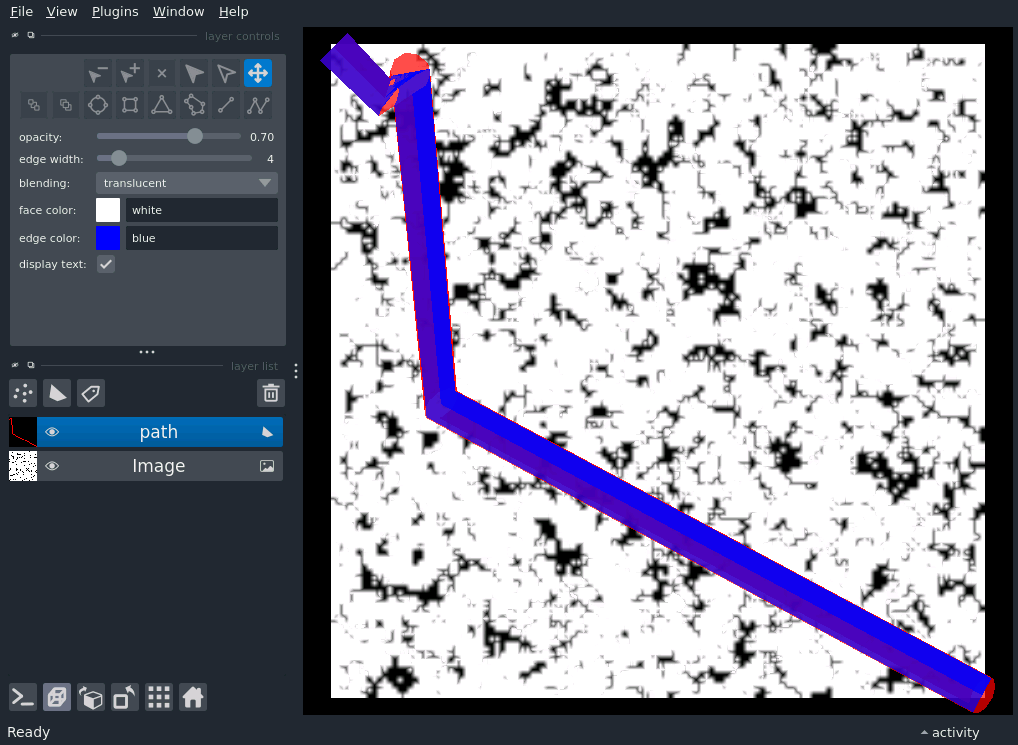 File View Plugins Window Help
layer controls
opacity: 0.70
edge width: 4
blending: translucent
face color: white
edge color: blue
display text:
layer list
path
Image
Ready
activity